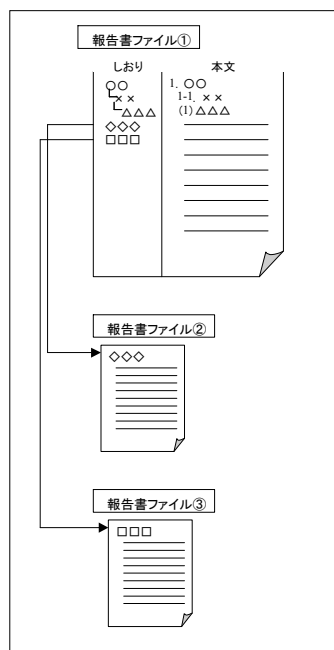 報告書ファイル①
しおり
○○
××
△△△
◇◇◇
□□□
本文
1. ○○
1-1. ××
(1)△△△
報告書ファイル②
◇◇◇
報告書ファイル③
□□□